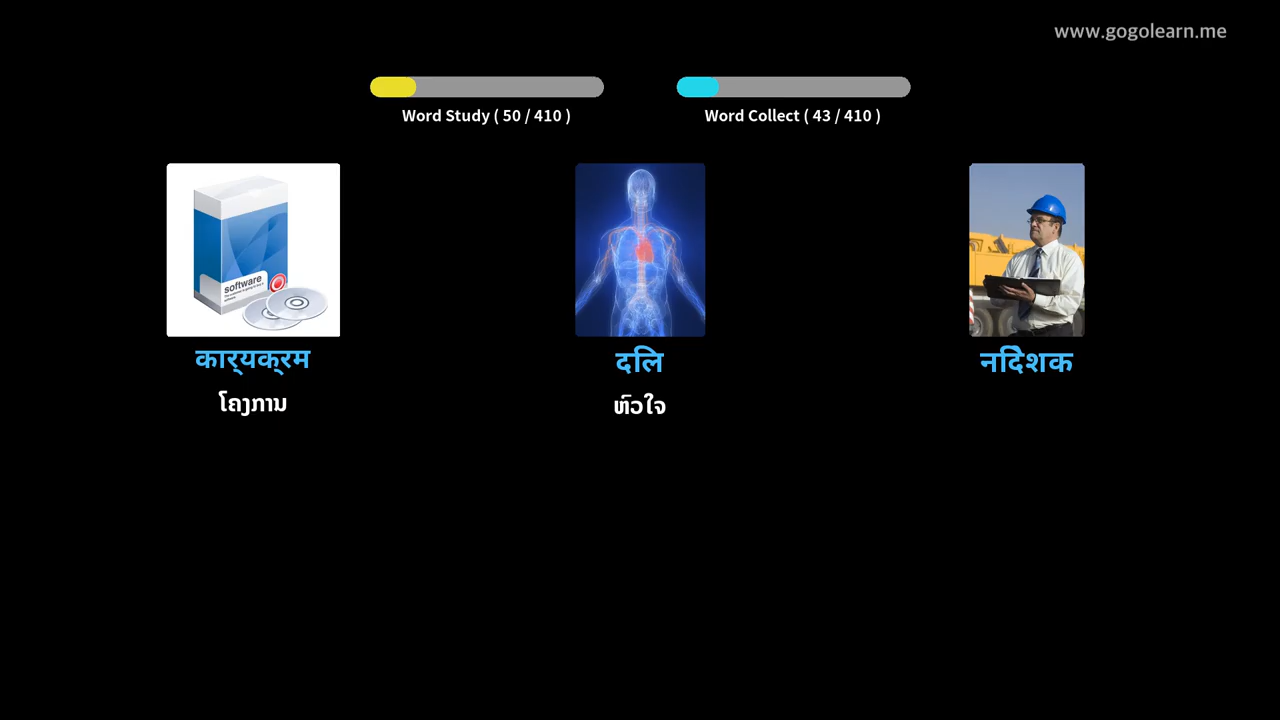 www.gogolearn.me
Word Study ( 50 / 410 )
Word Collect ( 43 / 410 )
software
कार्‌यक्‌रम
दलि
नदिेशक
ໂຄງການ
ຫົວໃຈ